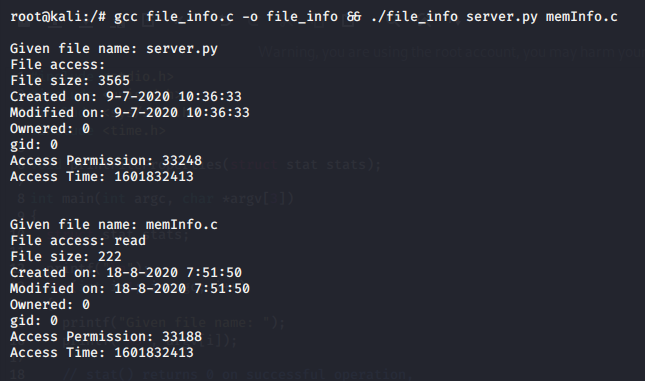 root@kali:/# gcc file_info.c -o file_info && ./file_info server.py memInfo.c
Given file name: server.py
File access:
File size: 3565
Created on: 9-7-2020 10:36:33
Modified on: 9-7-2020 10:36:33
Ownered: 0
gid: 0
Access Permission: 33248
Access Time: 1601832413
Given file name: memInfo.c
File access: read
File size: 222
Created on: 18-8-2020 7:51:50
Modified on: 18-8-2020 7:51:50
Ownered: 0
gid: 0
Access Permission: 33188
Access Time: 1601832413